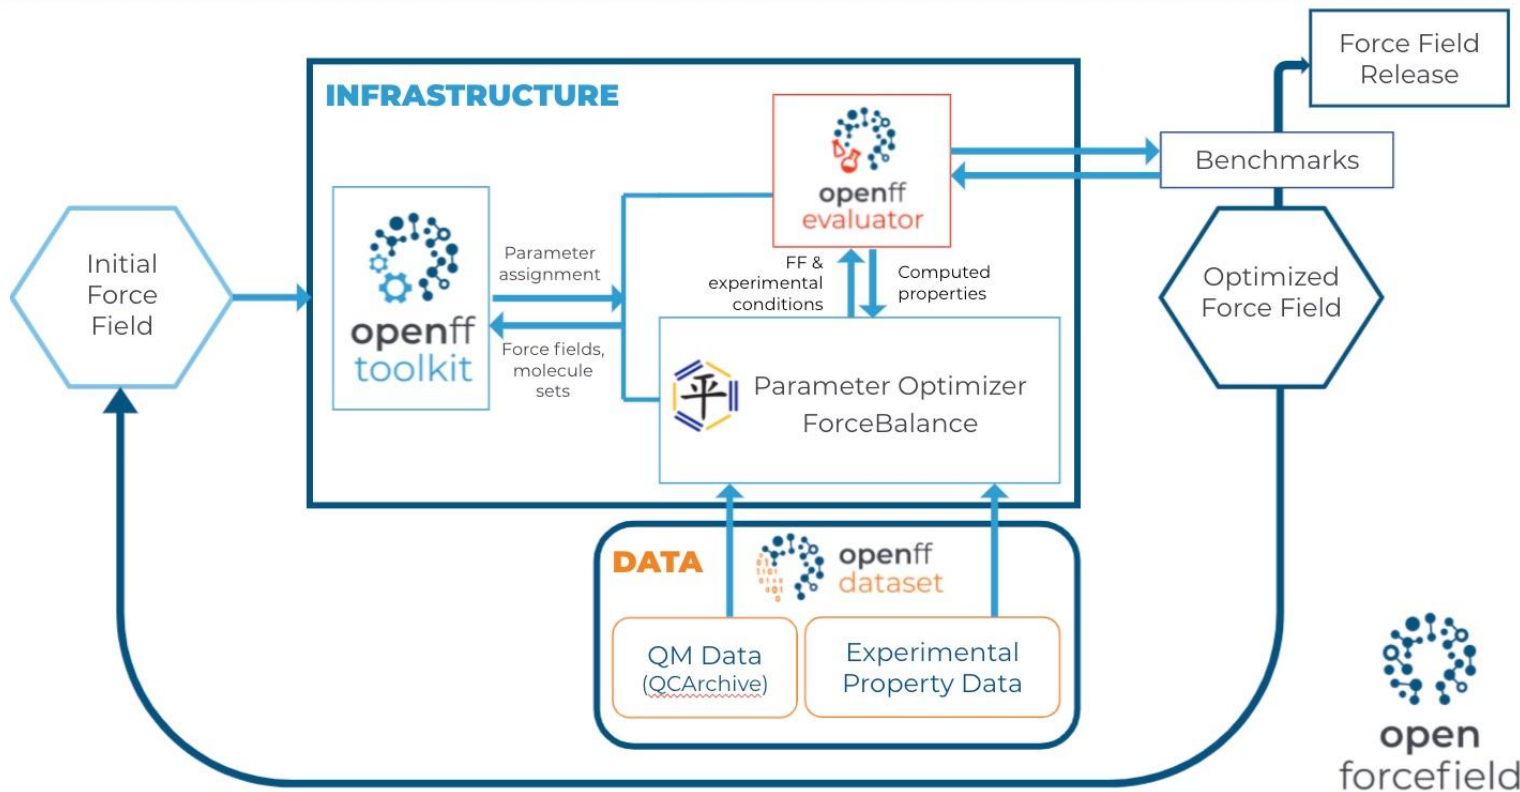 Force Field
Release
INFRASTRUCTURE
openff
evaluator
Benchmarks
Initial
Force
Field
openff
toolkit
Parameter
assignment
Force fields,
molecule
sets
FF &
experimental
conditions
Computed
properties
Optimized
Force Field
平
Parameter Optimizer
ForceBalance
DATA
1101
openff
dataset
QM Data
(QCArchive)
Experimental
Property Data
open
forcefield